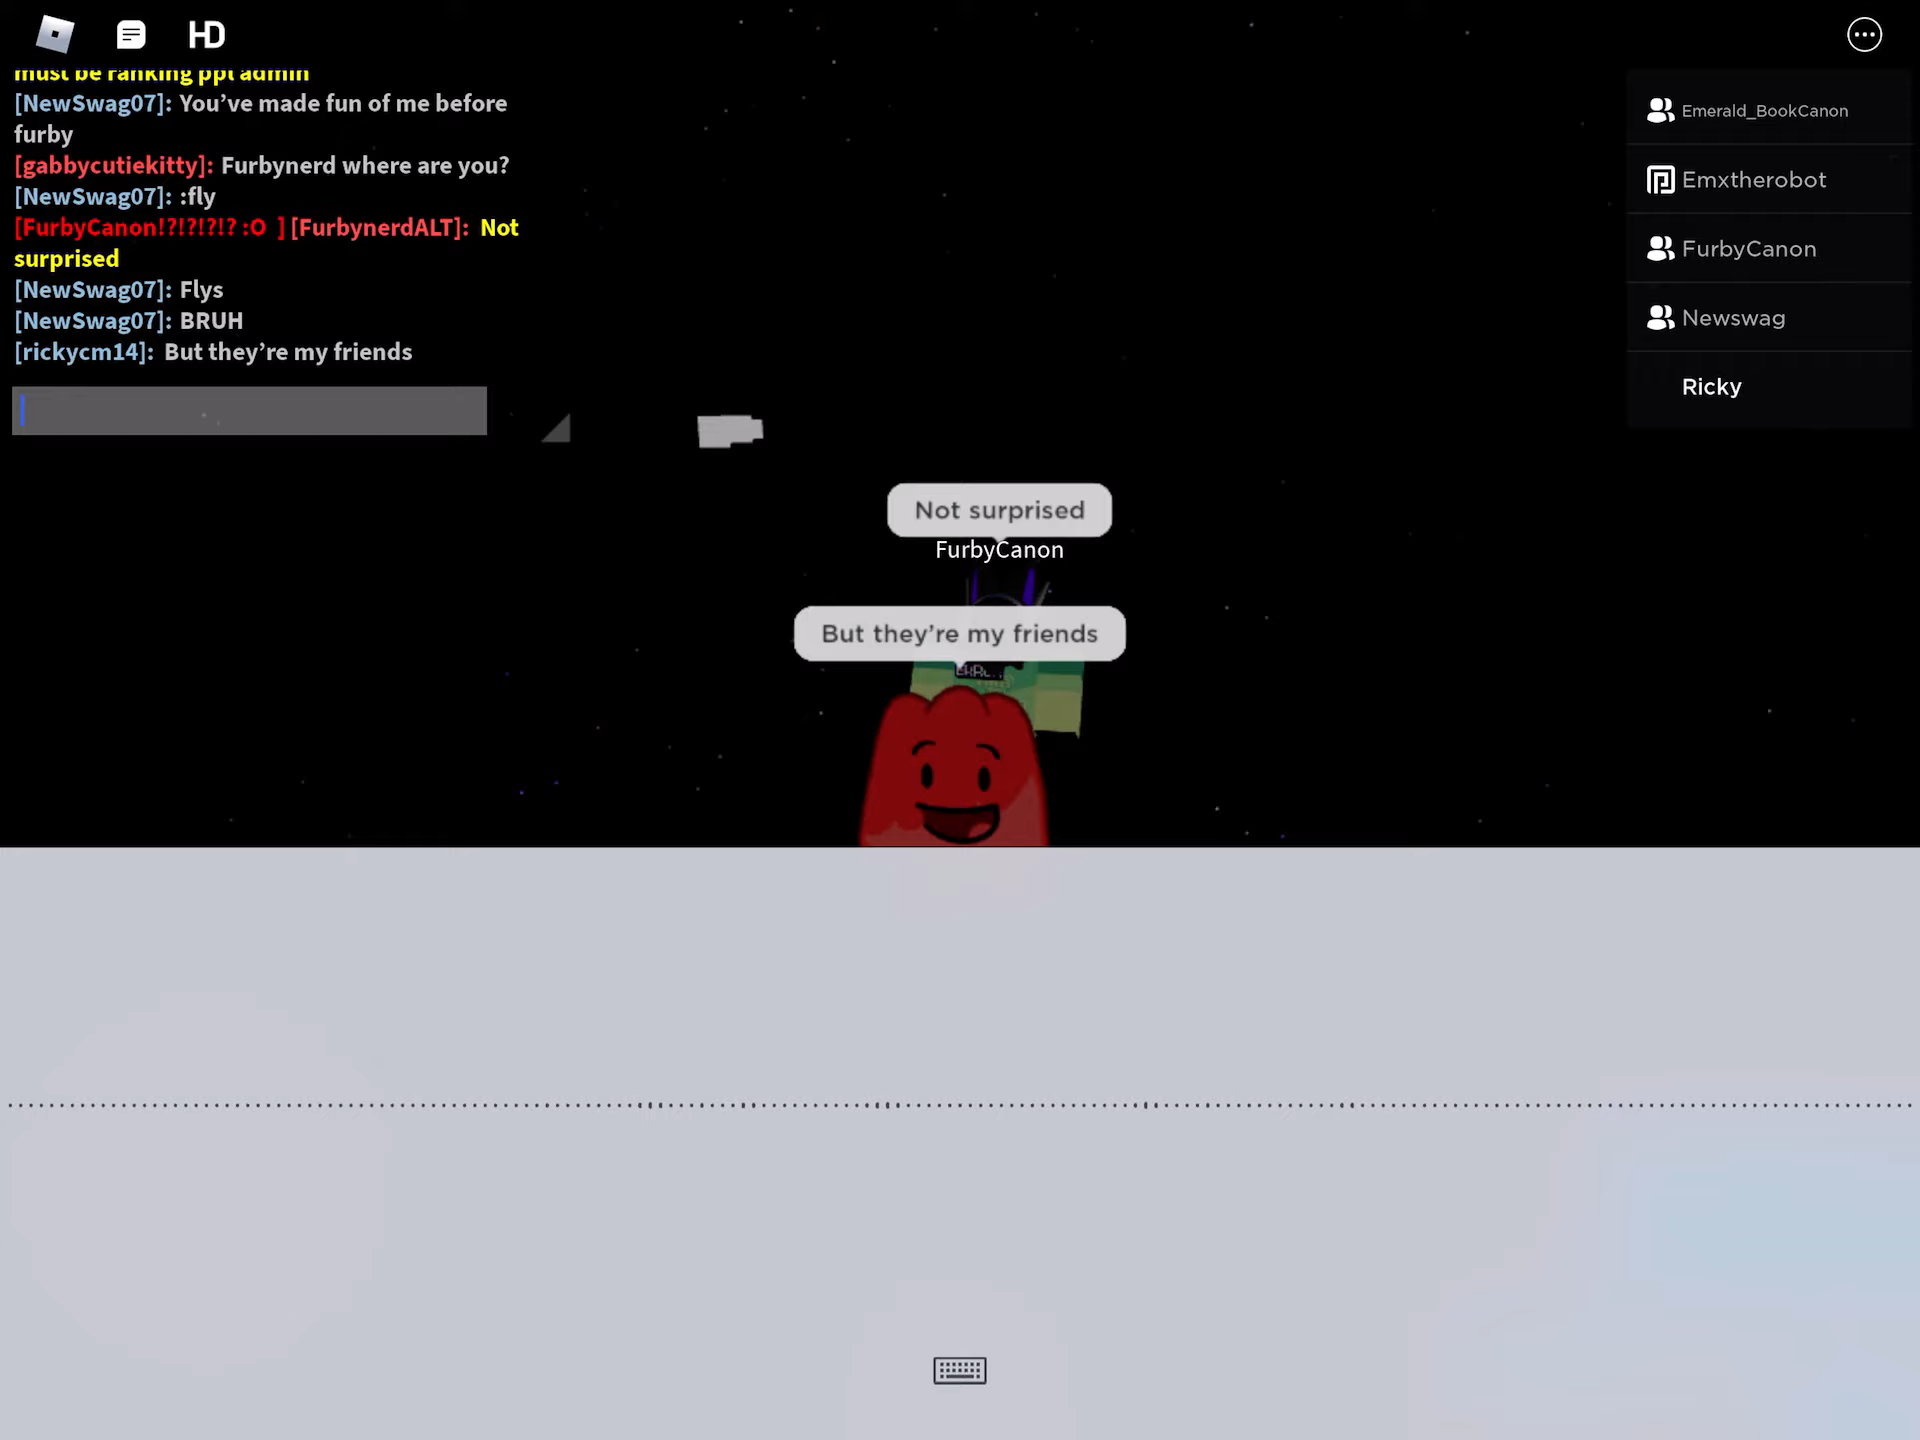 HD
must be ranking ppl admin
[NewSwag07]: You've made fun of me before
furby
[gabbycutiekitty]: Furbynerd where are you?
[NewSwag07]: :fly
[FurbyCanon!?!?!?!? :O ] [FurbynerdALT]: Not
surprised
[NewSwag07]: Flys
[NewSwag07]: BRUH
[rickycm14]: But they're my friends
Emerald_BookCanon
Emxtherobot
FurbyCanon
Newswag
Ricky
Not surprised
FurbyCanon
But they're my friends